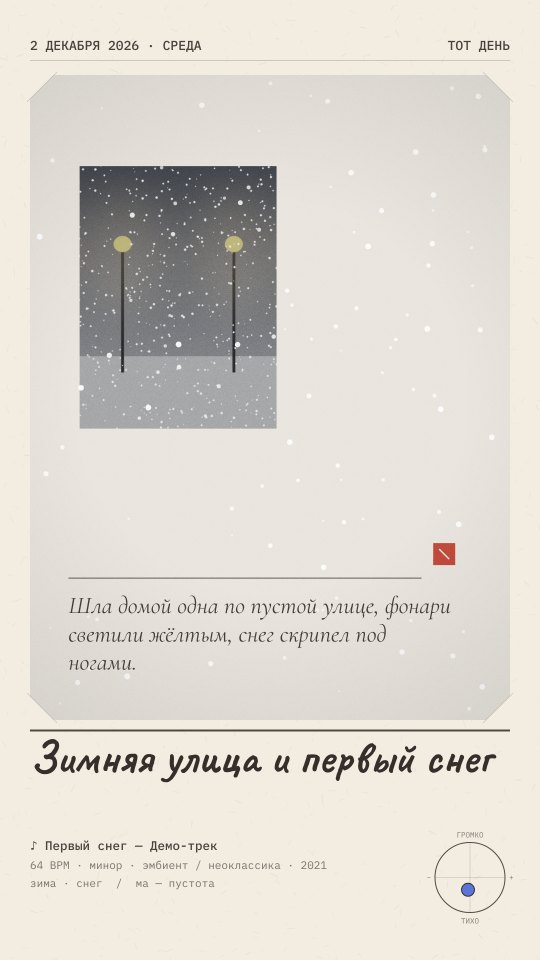 2 ДЕКАБРЯ 2026 · СРЕДА
ТОТ ДЕНЬ
Шла домой одна по пустой улице, фонари
светили жёлтым, снег скрипел под
ногами.
Зимняя улица и первый снег
♪ Первый снег — Демо-трек
64 BPM · минор · эмбиент / неоклассика · 2021
зима · снег / ма — пустота
ГРОМКО
− +
ТИХО